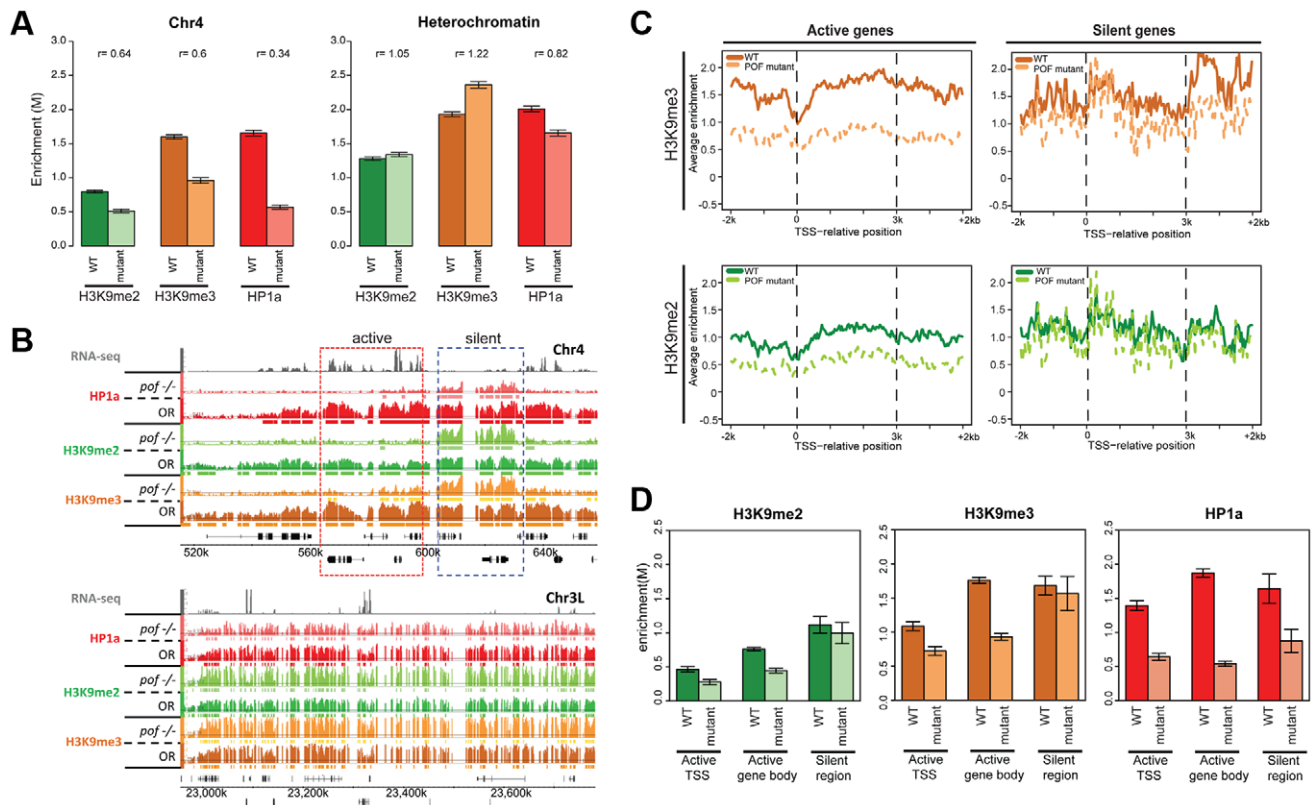 A
Chr4
Heterochromatin
r= 0.64 r= 0.6 r= 0.34
r= 1.05 r= 1.22 r= 0.82
Enrichment (M)
3.0
2.5
2.0
1.5
1.0
0.5
0.0
3.0
2.5
2.0
1.5
1.0
0.5
0.0
WT mutant WT mutant WT mutant
H3K9me2 H3K9me3 HP1a
WT mutant WT mutant WT mutant
H3K9me2 H3K9me3 HP1a
B
active silent
Chr4
RNA-seq
HP1a
pof -/-
OR
H3K9me2
pof -/-
OR
H3K9me3
pof -/-
OR
520k 560k 600k 640k
Chr3L
RNA-seq
HP1a
pof -/-
OR
H3K9me2
pof -/-
OR
H3K9me3
pof -/-
OR
23,000k 23,200k 23,400k 23,600k
C
Active genes Silent genes
H3K9me3
WT
POF mutant
Average enrichment
2.0
1.5
1.0
0.5
0
-0.5
-2k 0 3k +2kb
TSS-relative position
WT
POF mutant
2.0
1.5
1.0
0.5
0
-0.5
-2k 0 3k +2kb
TSS-relative position
H3K9me2
WT
POF mutant
Average enrichment
2.0
1.5
1.0
0.5
0
-0.5
-2k 0 3k +2kb
TSS-relative position
WT
POF mutant
2.0
1.5
1.0
0.5
0
-0.5
-2k 0 3k +2kb
TSS-relative position
D
H3K9me2
enrichment(M)
2.5
2.0
1.5
1.0
0.5
0.0
WT mutant WT mutant WT mutant
Active Active Silent
TSS gene body region
H3K9me3
2.5
2.0
1.5
1.0
0.5
0.0
WT mutant WT mutant WT mutant
Active Active Silent
TSS gene body region
HP1a
2.5
2.0
1.5
1.0
0.5
0.0
WT mutant WT mutant WT mutant
Active Active Silent
TSS gene body region